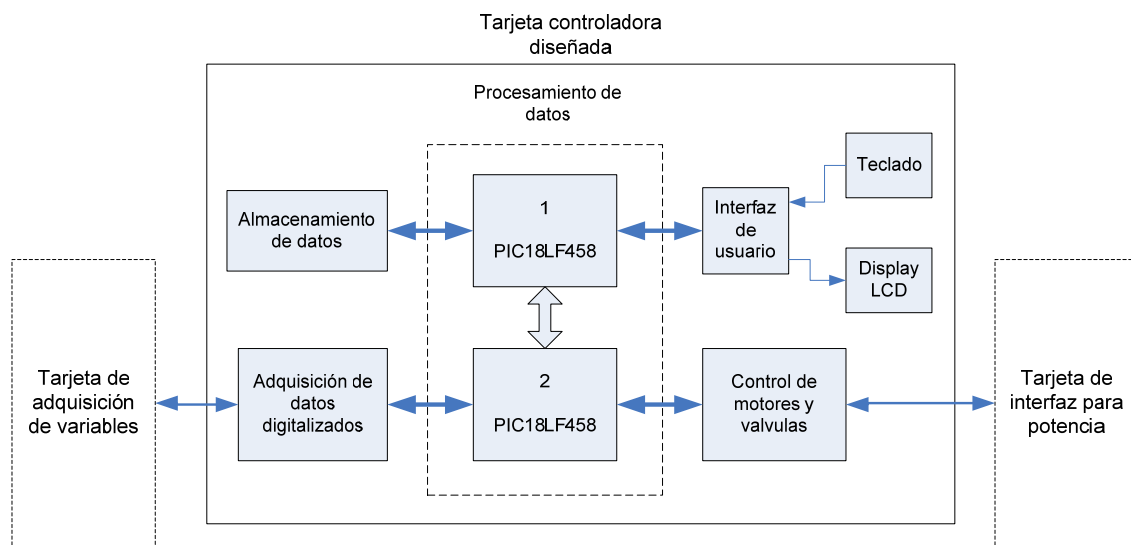 Tarjeta controladora
diseñada
Procesamiento de
datos
Teclado
1
PIC18LF458
Almacenamiento
de datos
Interfaz
de
usuario
Display
LCD
Tarjeta de
adquisición
de variables
Adquisición de
datos
digitalizados
2
PIC18LF458
Control de
motores y
valvulas
Tarjeta de
interfaz para
potencia